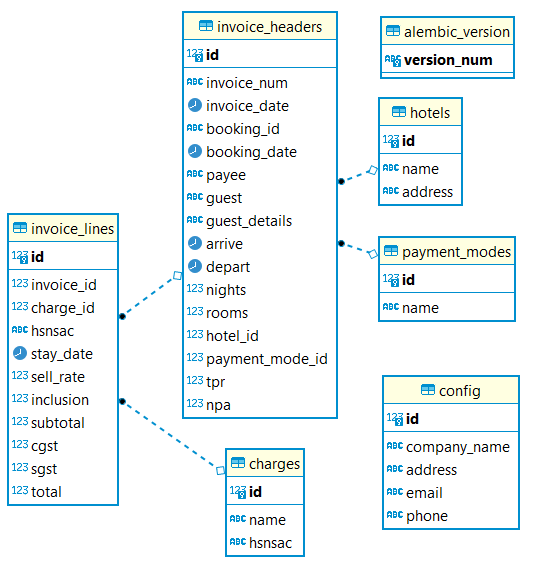 invoice_headers
123 id
ABC invoice_num
invoice_date
ABC booking_id
booking_date
ABC payee
ABC guest
ABC guest_details
arrive
depart
123 nights
123 rooms
123 hotel_id
123 payment_mode_id
123 tpr
123 npa
alembic_version
ABC version_num
hotels
123 id
ABC name
ABC address
payment_modes
123 id
ABC name
invoice_lines
123 id
123 invoice_id
123 charge_id
ABC hsnsac
stay_date
123 sell_rate
123 inclusion
123 subtotal
123 cgst
123 sgst
123 total
charges
123 id
ABC name
ABC hsnsac
config
123 id
ABC company_name
ABC address
ABC email
ABC phone